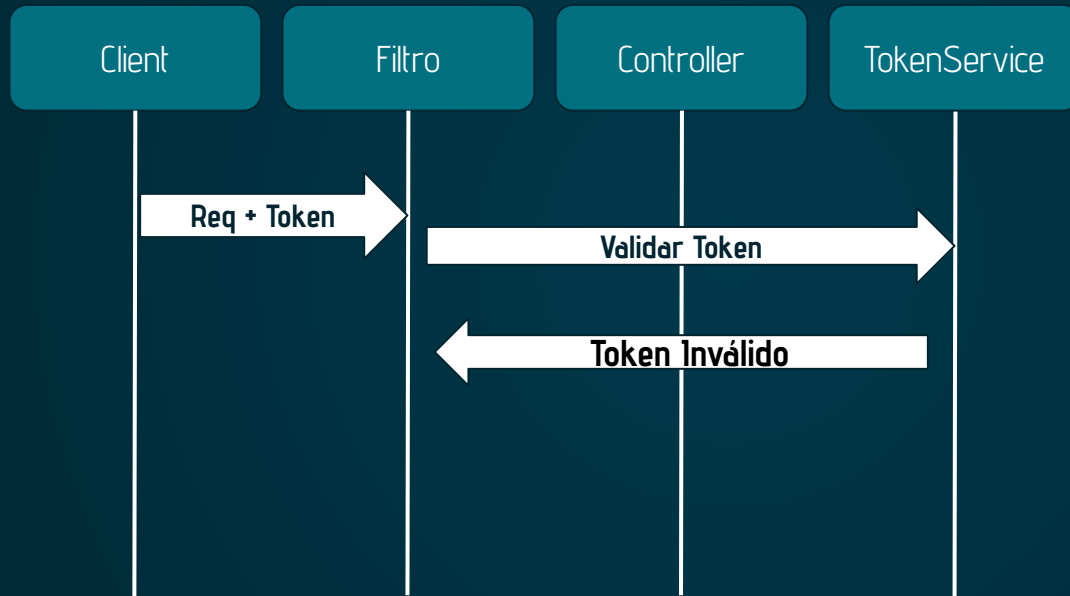 Client
Filtro
Controller
TokenService
Req + Token
Validar Token
Token Inválido